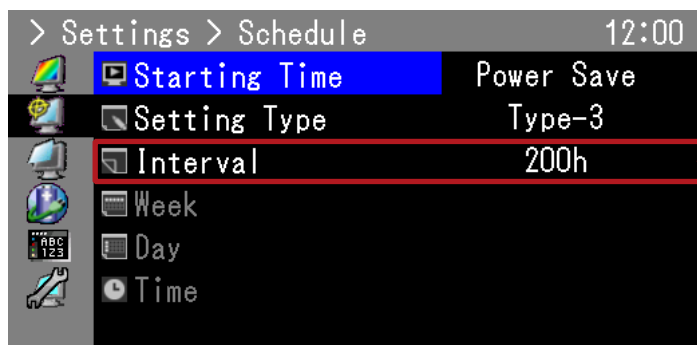 > Settings > Schedule 12:00
Starting Time Power Save
Setting Type Type-3
Interval 200h
Week
ABC
123
Day
Time